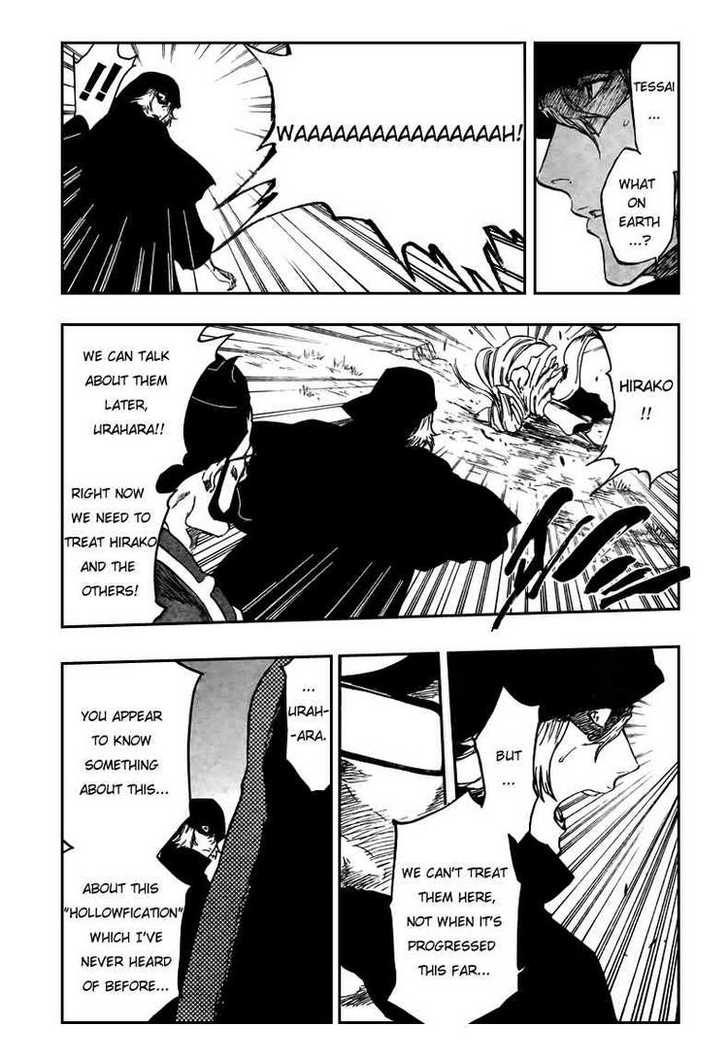 TESSAI
...
WHAT
ON
EARTH
...?
WAAAAAAAAAAAAAAAAH!
!!
HIRAKO
!!
WE CAN TALK
ABOUT THEM
LATER,
URAHARA!!
RIGHT NOW
WE NEED TO
TREAT HIRAKO
AND THE
OTHERS!
BUT
...
WE CAN'T TREAT
THEM HERE,
NOT WHEN IT'S
PROGRESSED
THIS FAR...
...
URAH-
-ARA.
YOU APPEAR
TO KNOW
SOMETHING
ABOUT THIS...
ABOUT THIS
"HOLLOWFICATION"
WHICH I'VE
NEVER HEARD
OF BEFORE...